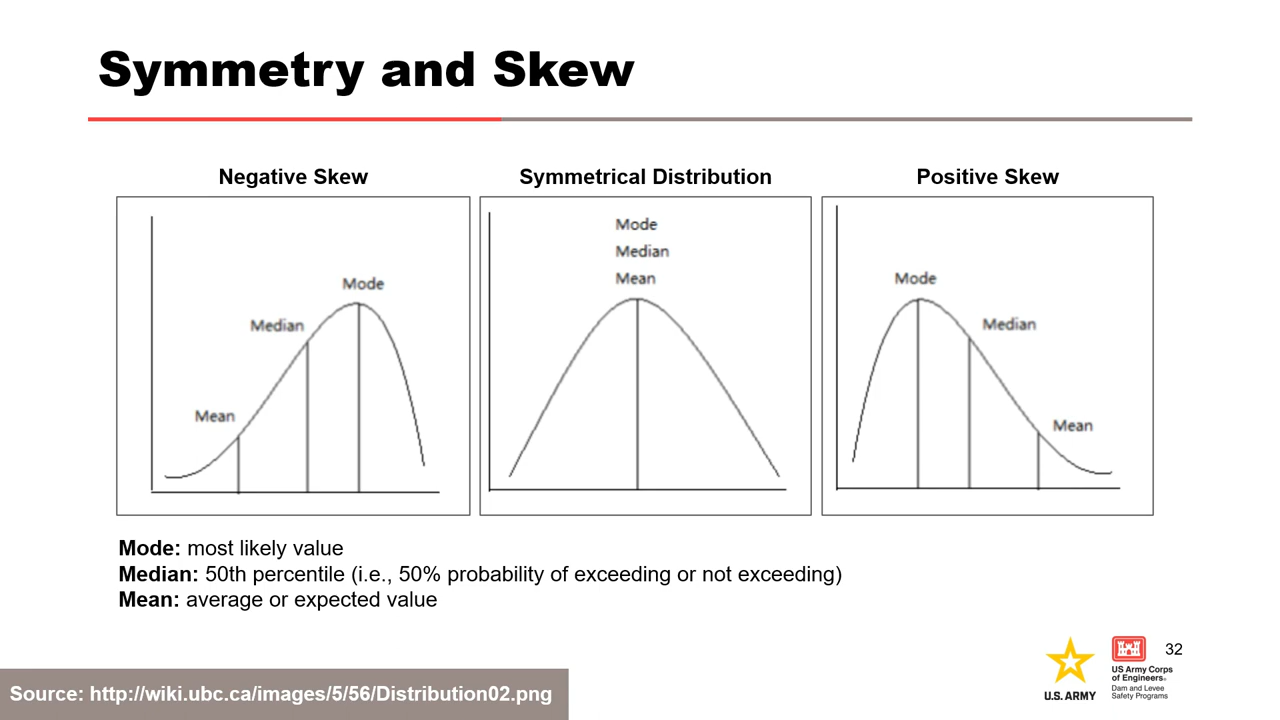 Symmetry and Skew
Negative Skew
Mode
Median
Mean
Symmetrical Distribution
Mode
Median
Mean
Positive Skew
Mode
Median
Mean
Mode: most likely value
Median: 50th percentile (i.e., 50% probability of exceeding or not exceeding)
Mean: average or expected value
Source: http://wiki.ubc.ca/images/5/56/Distribution02.png
U.S. ARMY
US Army Corps
of Engineers®
Dam and Levee
Safety Programs
32